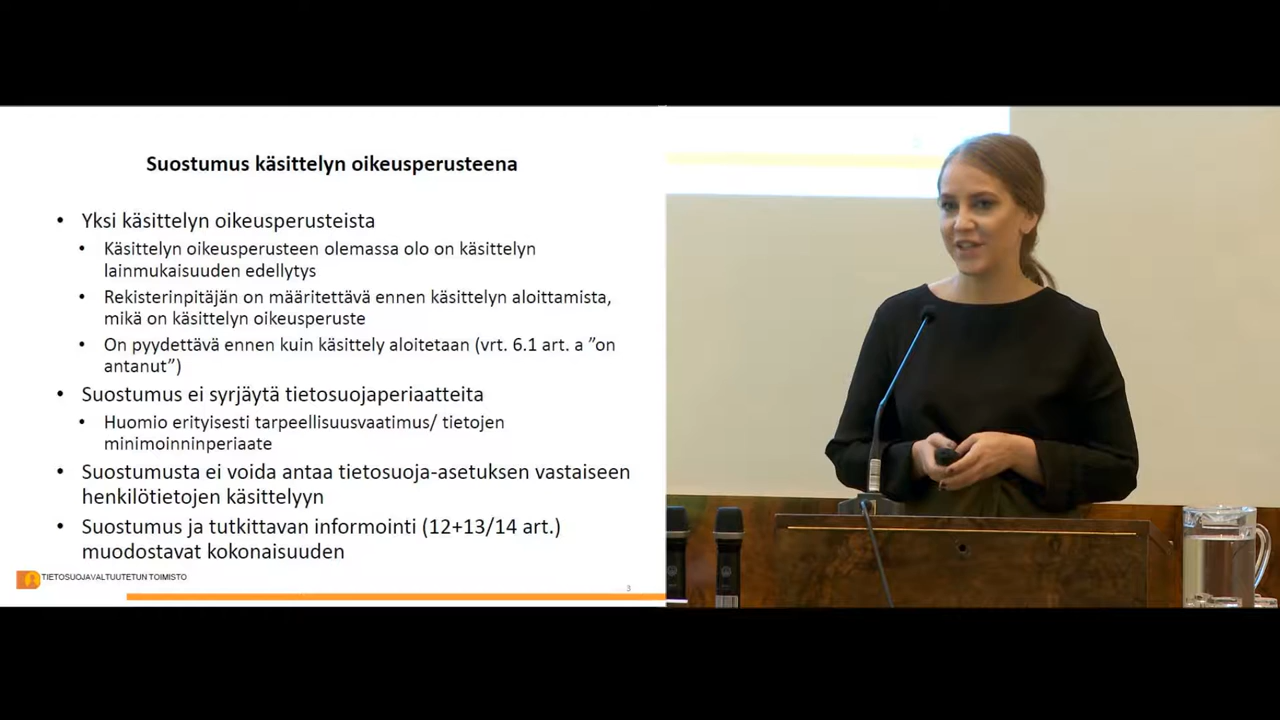 Suostumus käsittelyn oikeusperusteena
• Yksi käsittelyn oikeusperusteista
• Käsittelyn oikeusperusteen olemassa olo on käsittelyn
lainmukaisuuden edellytys
• Rekisterinpitäjän on määritettävä ennen käsittelyn aloittamista,
mikä on käsittelyn oikeusperuste
• On pyydettävä ennen kuin käsittely aloitetaan (vrt. 6.1 art. a ”on
antanut”)
• Suostumus ei syrjäytä tietosuojaperiaatteita
• Huomio erityisesti tarpeellisuusvaatimus/ tietojen
minimoinninperiaate
• Suostumusta ei voida antaa tietosuoja-asetuksen vastaiseen
henkilötietojen käsittelyyn
• Suostumus ja tutkittavan informointi (12+13/14 art.)
muodostavat kokonaisuuden
TIETOSUOJAVALTUUTETUN TOIMISTO
3